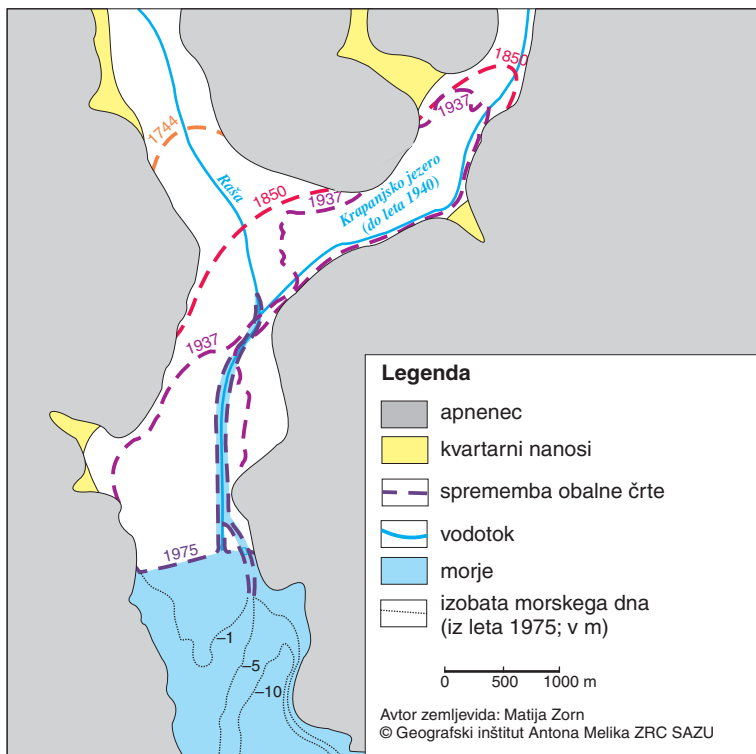 1850
1937
1744
Raša
1850
1937
Krapanjsko jezero
(do leta 1940)
1937
1975
–1
–5
–10
Legenda
apnenec
kvartarni nanosi
sprememba obalne črte
vodotok
morje
izobata morskega dna
(iz leta 1975; v m)
0 500 1000 m
Avtor zemljevida: Matija Zorn
© Geografski inštitut Antona Melika ZRC SAZU